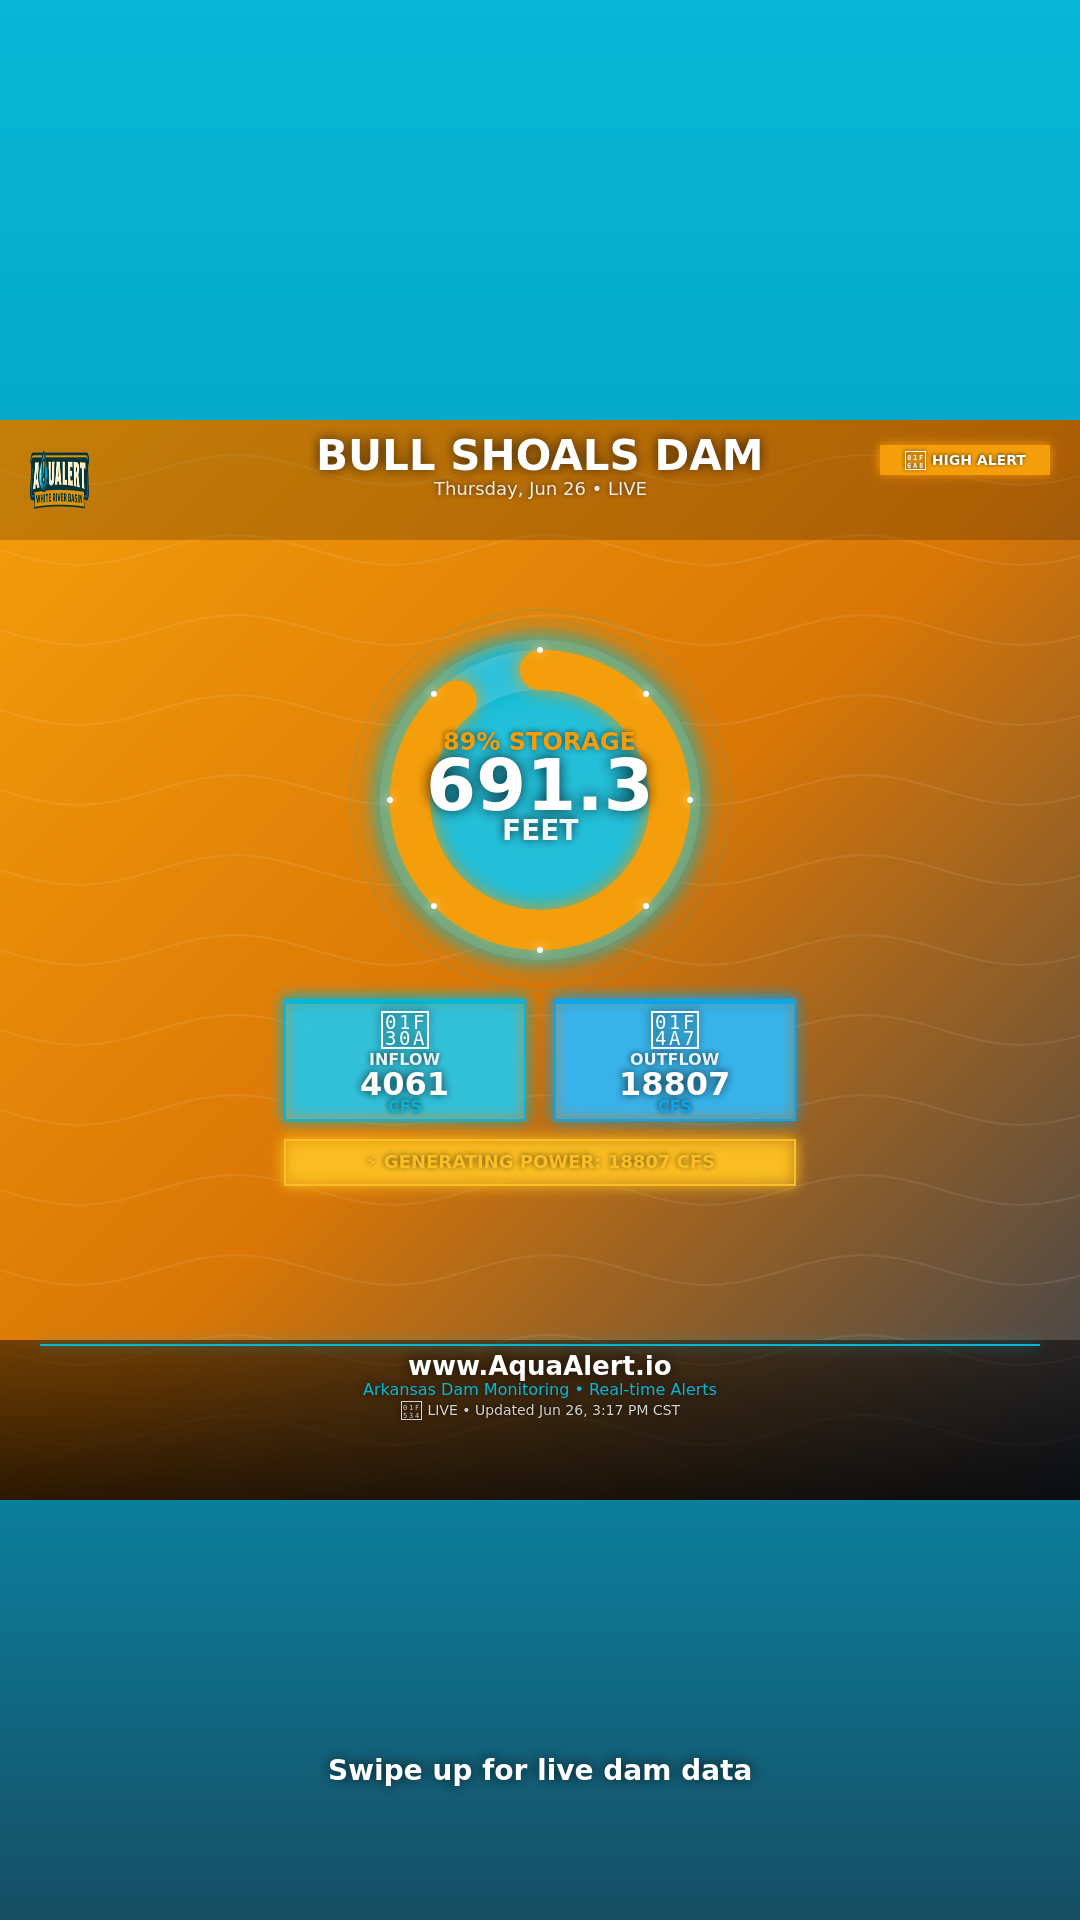 AQUALERT
WHITE RIVER BASIN
BULL SHOALS DAM
Thursday, Jun 26 • LIVE
HIGH ALERT
89% STORAGE
691.3
FEET
INFLOW
4061
CFS
OUTFLOW
18807
CFS
⚡ GENERATING POWER: 18807 CFS
www.AquaAlert.io
Arkansas Dam Monitoring • Real-time Alerts
LIVE • Updated Jun 26, 3:17 PM CST
Swipe up for live dam data